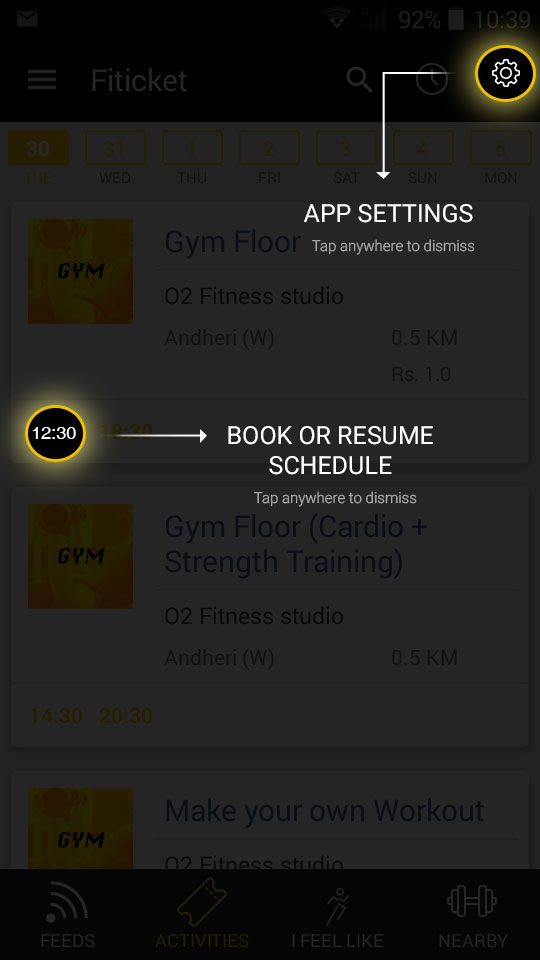 92% 10:39
Fiticket
30 31 1 2 3 4 5
TUE WED THU FRI SAT SUN MON
APP SETTINGS
Tap anywhere to dismiss
GYM
Gym Floor
O2 Fitness studio
Andheri (W) 0.5 KM
Rs. 1.0
12:30 18:30
BOOK OR RESUME
SCHEDULE
Tap anywhere to dismiss
GYM
Gym Floor (Cardio +
Strength Training)
O2 Fitness studio
Andheri (W) 0.5 KM
14:30 20:30
GYM
Make your own Workout
O2 Fitness studio
FEEDS ACTIVITIES I FEEL LIKE NEARBY